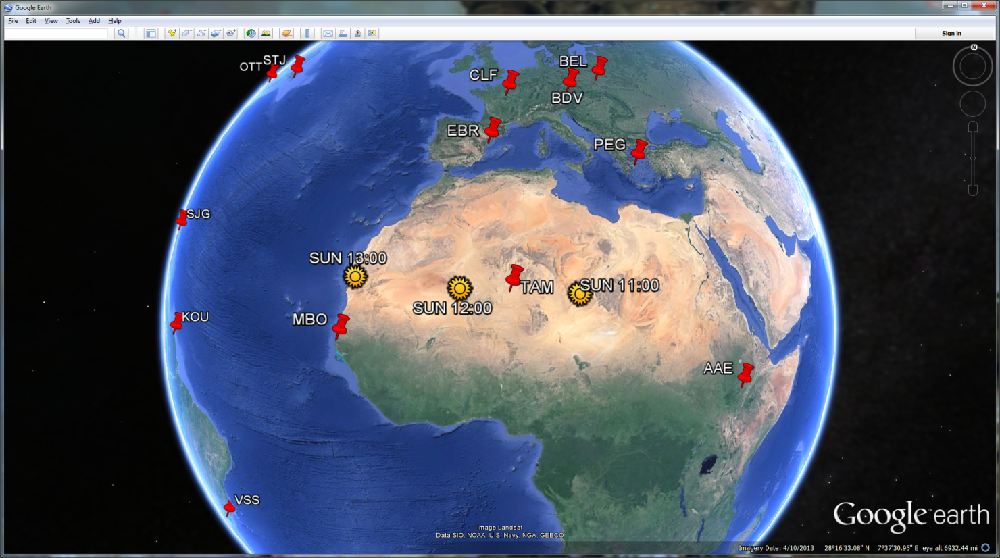 Google Earth
File Edit View Tools Add Help
Sign in
N
OTT
STJ
CLF
BEL
BDV
EBR
PEG
SJG
SUN 13:00
SUN 12:00
TAM
SUN 11:00
KOU
MBO
AAE
VSS
Google earth
Image Landsat
Data SIO, NOAA, U.S. Navy, NGA, GEBCO
Imagery Date: 4/10/2013 28°16'33.08" N 7°37'30.95" E eye alt 6932.44 mi